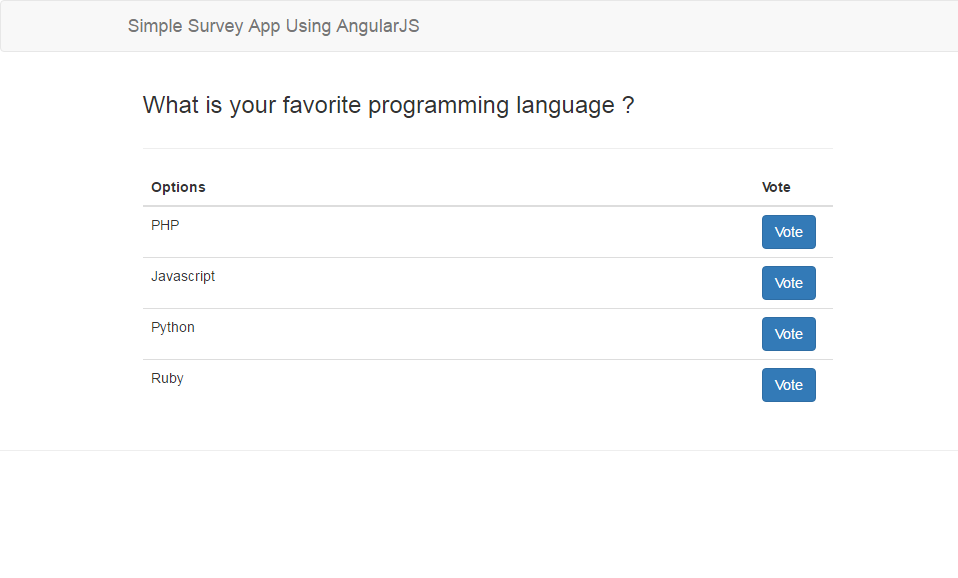 Simple Survey App Using AngularJS
What is your favorite programming language ?
Options Vote
PHP Vote
Javascript Vote
Python Vote
Ruby Vote